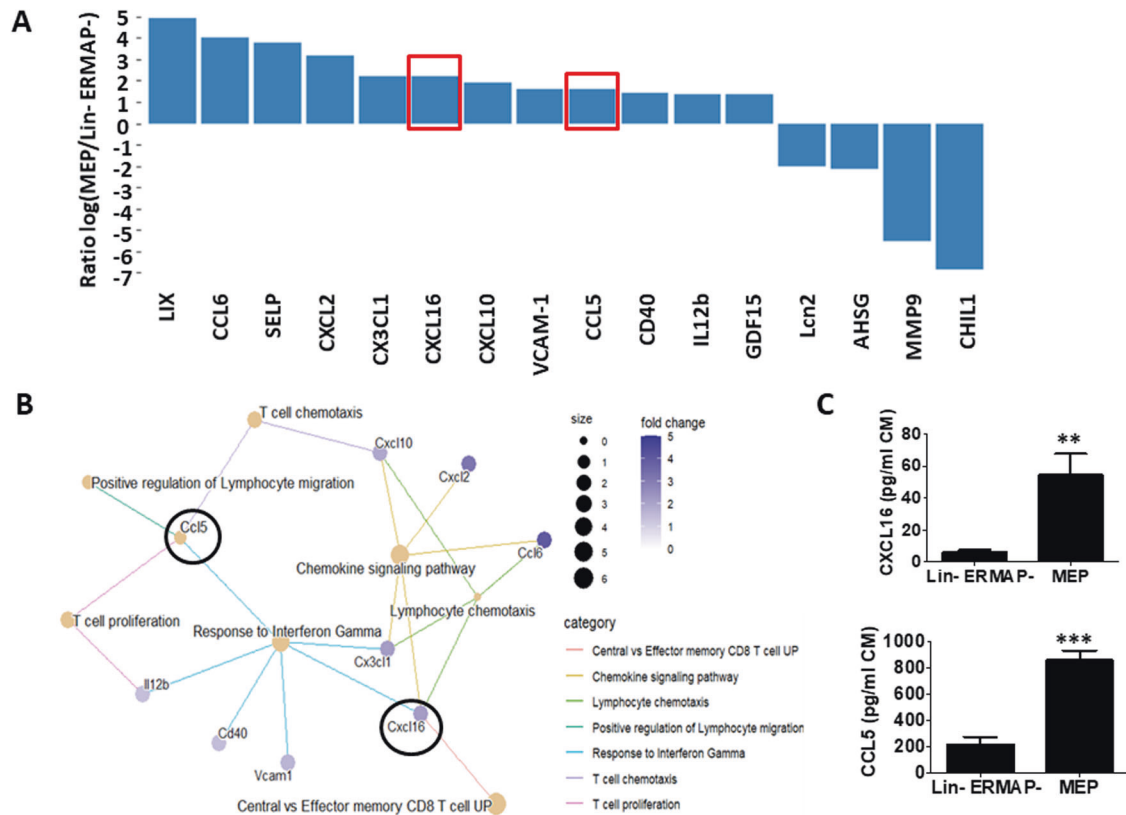 A
Ratio log(MEP/Lin- ERMAP-)
5
4
3
2
1
0
-1
-2
-3
-4
-5
-6
-7
LIX
CCL6
SELP
CXCL2
CX3CL1
CXCL16
CXCL10
VCAM-1
CCL5
CD40
IL12b
GDF15
Lcn2
AHSG
MMP9
CHIL1
B
T cell chemotaxis
Cxcl10
Cxcl2
Positive regulation of Lymphocyte migration
Ccl5
Ccl6
Chemokine signaling pathway
Lymphocyte chemotaxis
T cell proliferation
Response to Interferon Gamma
Cx3cl1
Il12b
Cxcl16
Cd40
Vcam1
Central vs Effector memory CD8 T cell UP
size
0
1
2
3
4
5
6
fold change
5
4
3
2
1
0
category
Central vs Effector memory CD8 T cell UP
Chemokine signaling pathway
Lymphocyte chemotaxis
Positive regulation of Lymphocyte migration
Response to Interferon Gamma
T cell chemotaxis
T cell proliferation
C
CXCL16 (pg/ml CM)
80
60
40
20
0
**
Lin- ERMAP- MEP
CCL5 (pg/ml CM)
1000
800
600
400
200
0
***
Lin- ERMAP- MEP